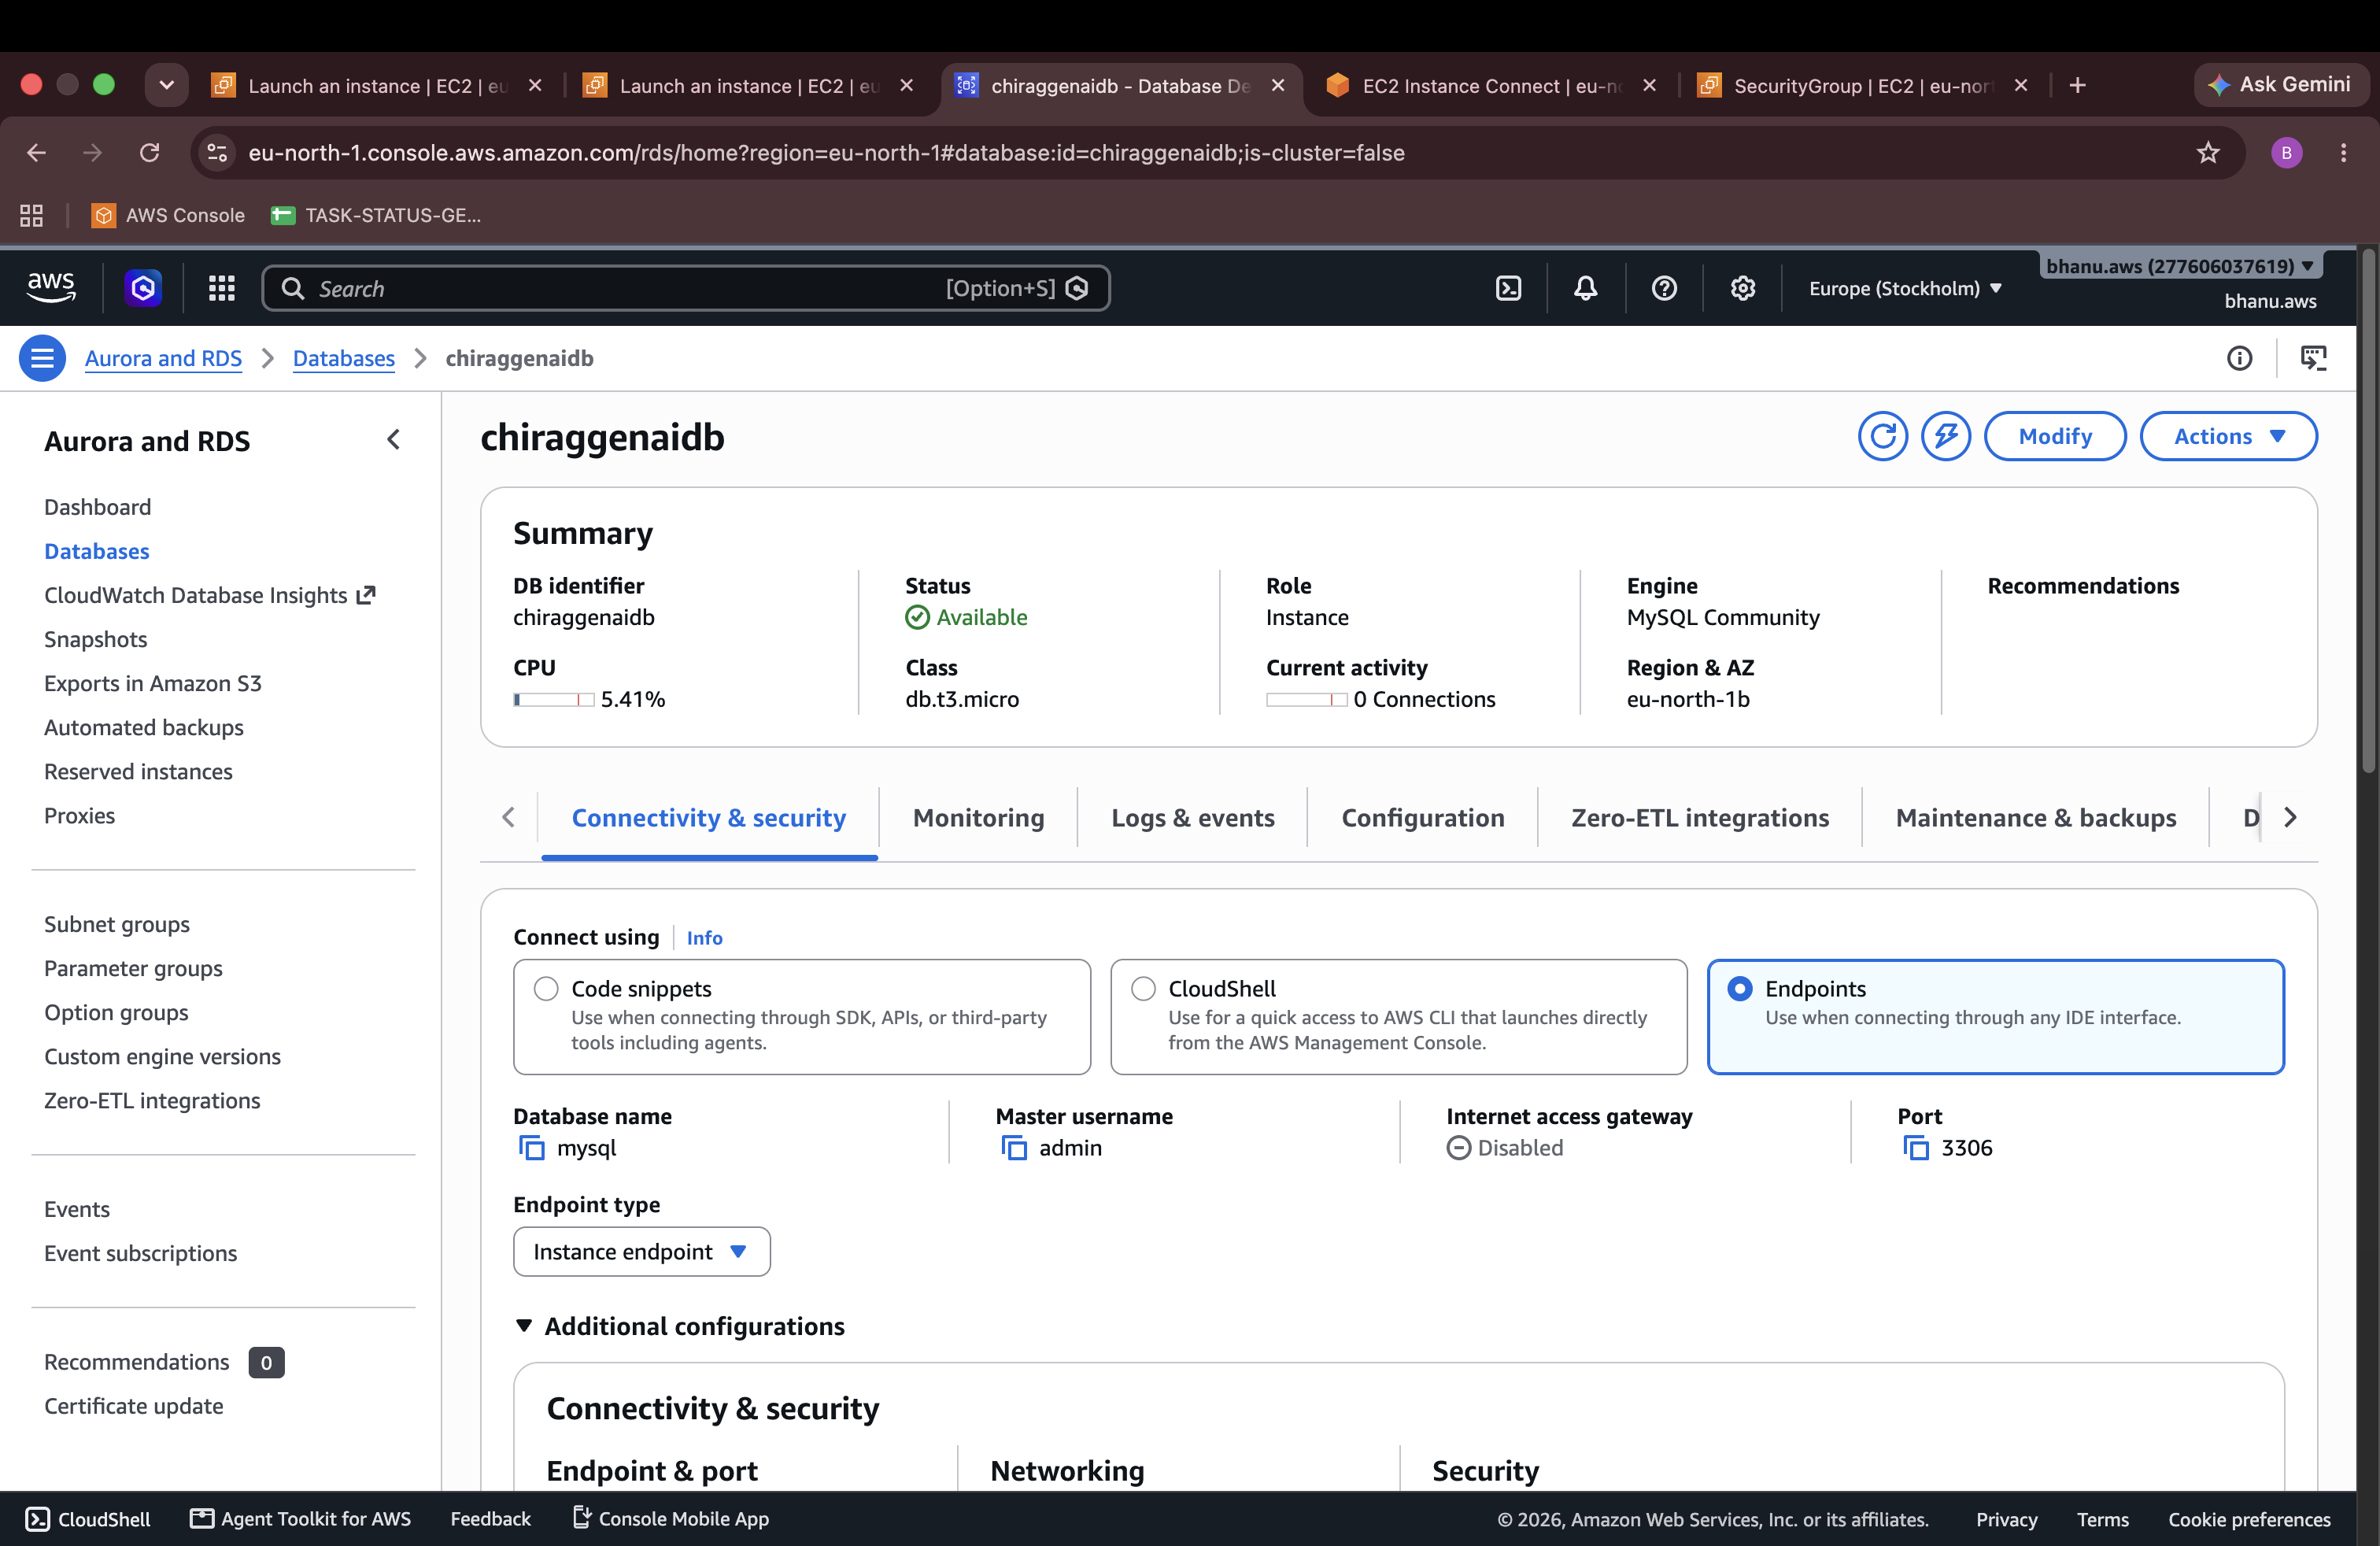 Launch an instance | EC2 | eu
Launch an instance | EC2 | eu
chiraggenaidb - Database De
EC2 Instance Connect | eu-no
SecurityGroup | EC2 | eu-nort
Ask Gemini
eu-north-1.console.aws.amazon.com/rds/home?region=eu-north-1#database:id=chiraggenaidb;is-cluster=false
B
AWS Console
TASK-STATUS-GE...
aws
Search
[Option+S]
Europe (Stockholm)
bhanu.aws (277606037619)
bhanu.aws
Aurora and RDS
Databases
chiraggenaidb
Aurora and RDS
Dashboard
Databases
CloudWatch Database Insights
Snapshots
Exports in Amazon S3
Automated backups
Reserved instances
Proxies
Subnet groups
Parameter groups
Option groups
Custom engine versions
Zero-ETL integrations
Events
Event subscriptions
Recommendations 0
Certificate update
chiraggenaidb
Modify
Actions
Summary
DB identifier
chiraggenaidb
Status
Available
Role
Instance
Engine
MySQL Community
Recommendations
CPU
5.41%
Class
db.t3.micro
Current activity
0 Connections
Region & AZ
eu-north-1b
Connectivity & security
Monitoring
Logs & events
Configuration
Zero-ETL integrations
Maintenance & backups
D
Connect using
Info
Code snippets
Use when connecting through SDK, APIs, or third-party
tools including agents.
CloudShell
Use for a quick access to AWS CLI that launches directly
from the AWS Management Console.
Endpoints
Use when connecting through any IDE interface.
Database name
mysql
Master username
admin
Internet access gateway
Disabled
Port
3306
Endpoint type
Instance endpoint
Additional configurations
Connectivity & security
Endpoint & port
Networking
Security
CloudShell
Agent Toolkit for AWS
Feedback
Console Mobile App
© 2026, Amazon Web Services, Inc. or its affiliates.
Privacy
Terms
Cookie preferences